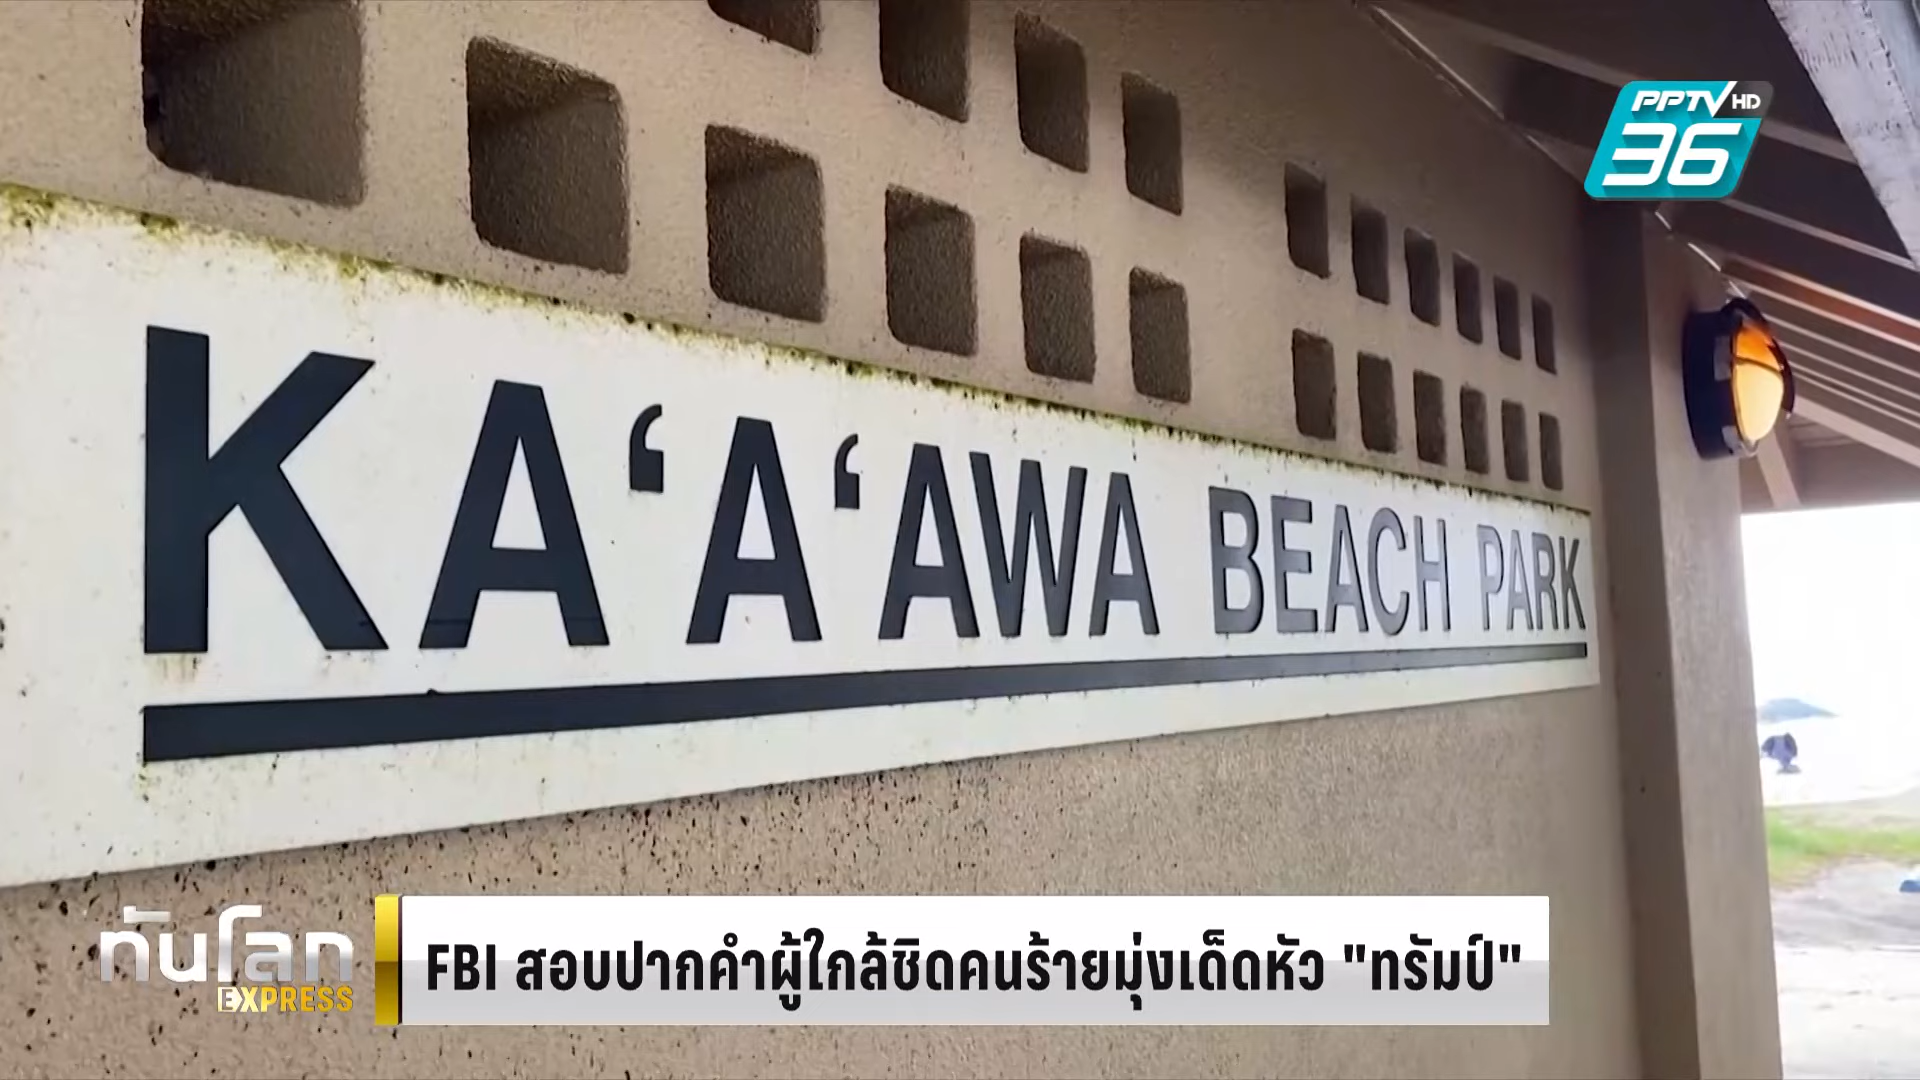 PPTV HD
36
KAʻAʻAWA BEACH PARK
ทันโลก
EXPRESS
FBI สอบปากคำผู้ใกล้ชิดคนร้ายมุ่งเด็ดหัว "ทรัมป์"